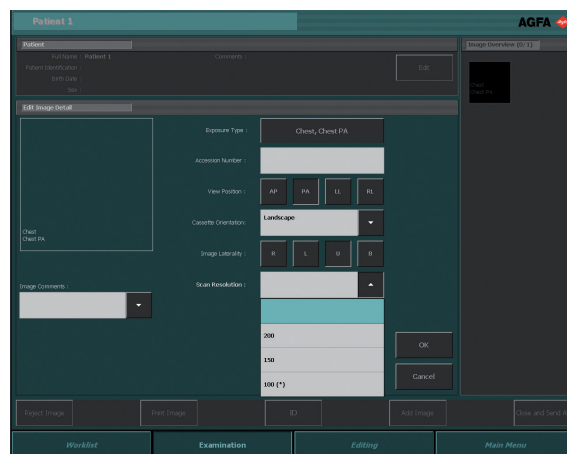 Patient 1
AGFA
Patient
Full Name : Patient 1
Comments
Patient Identification :
Birth Date :
Sex :
Edit
Image Overview (0/1)
Chest
Chest PA
Edit Image Detail
Chest
Chest PA
Exposure Type :
Chest, Chest PA
Accession Number :
View Position :
AP
PA
LL
RL
Cassette Orientation:
Landscape
Image Laterality :
R
L
U
B
Image Comments :
Scan Resolution :
200
150
100 (*)
OK
Cancel
Reject Image
Print Image
ID
Add Image
Close and Send A
Worklist
Examination
Editing
Main Menu